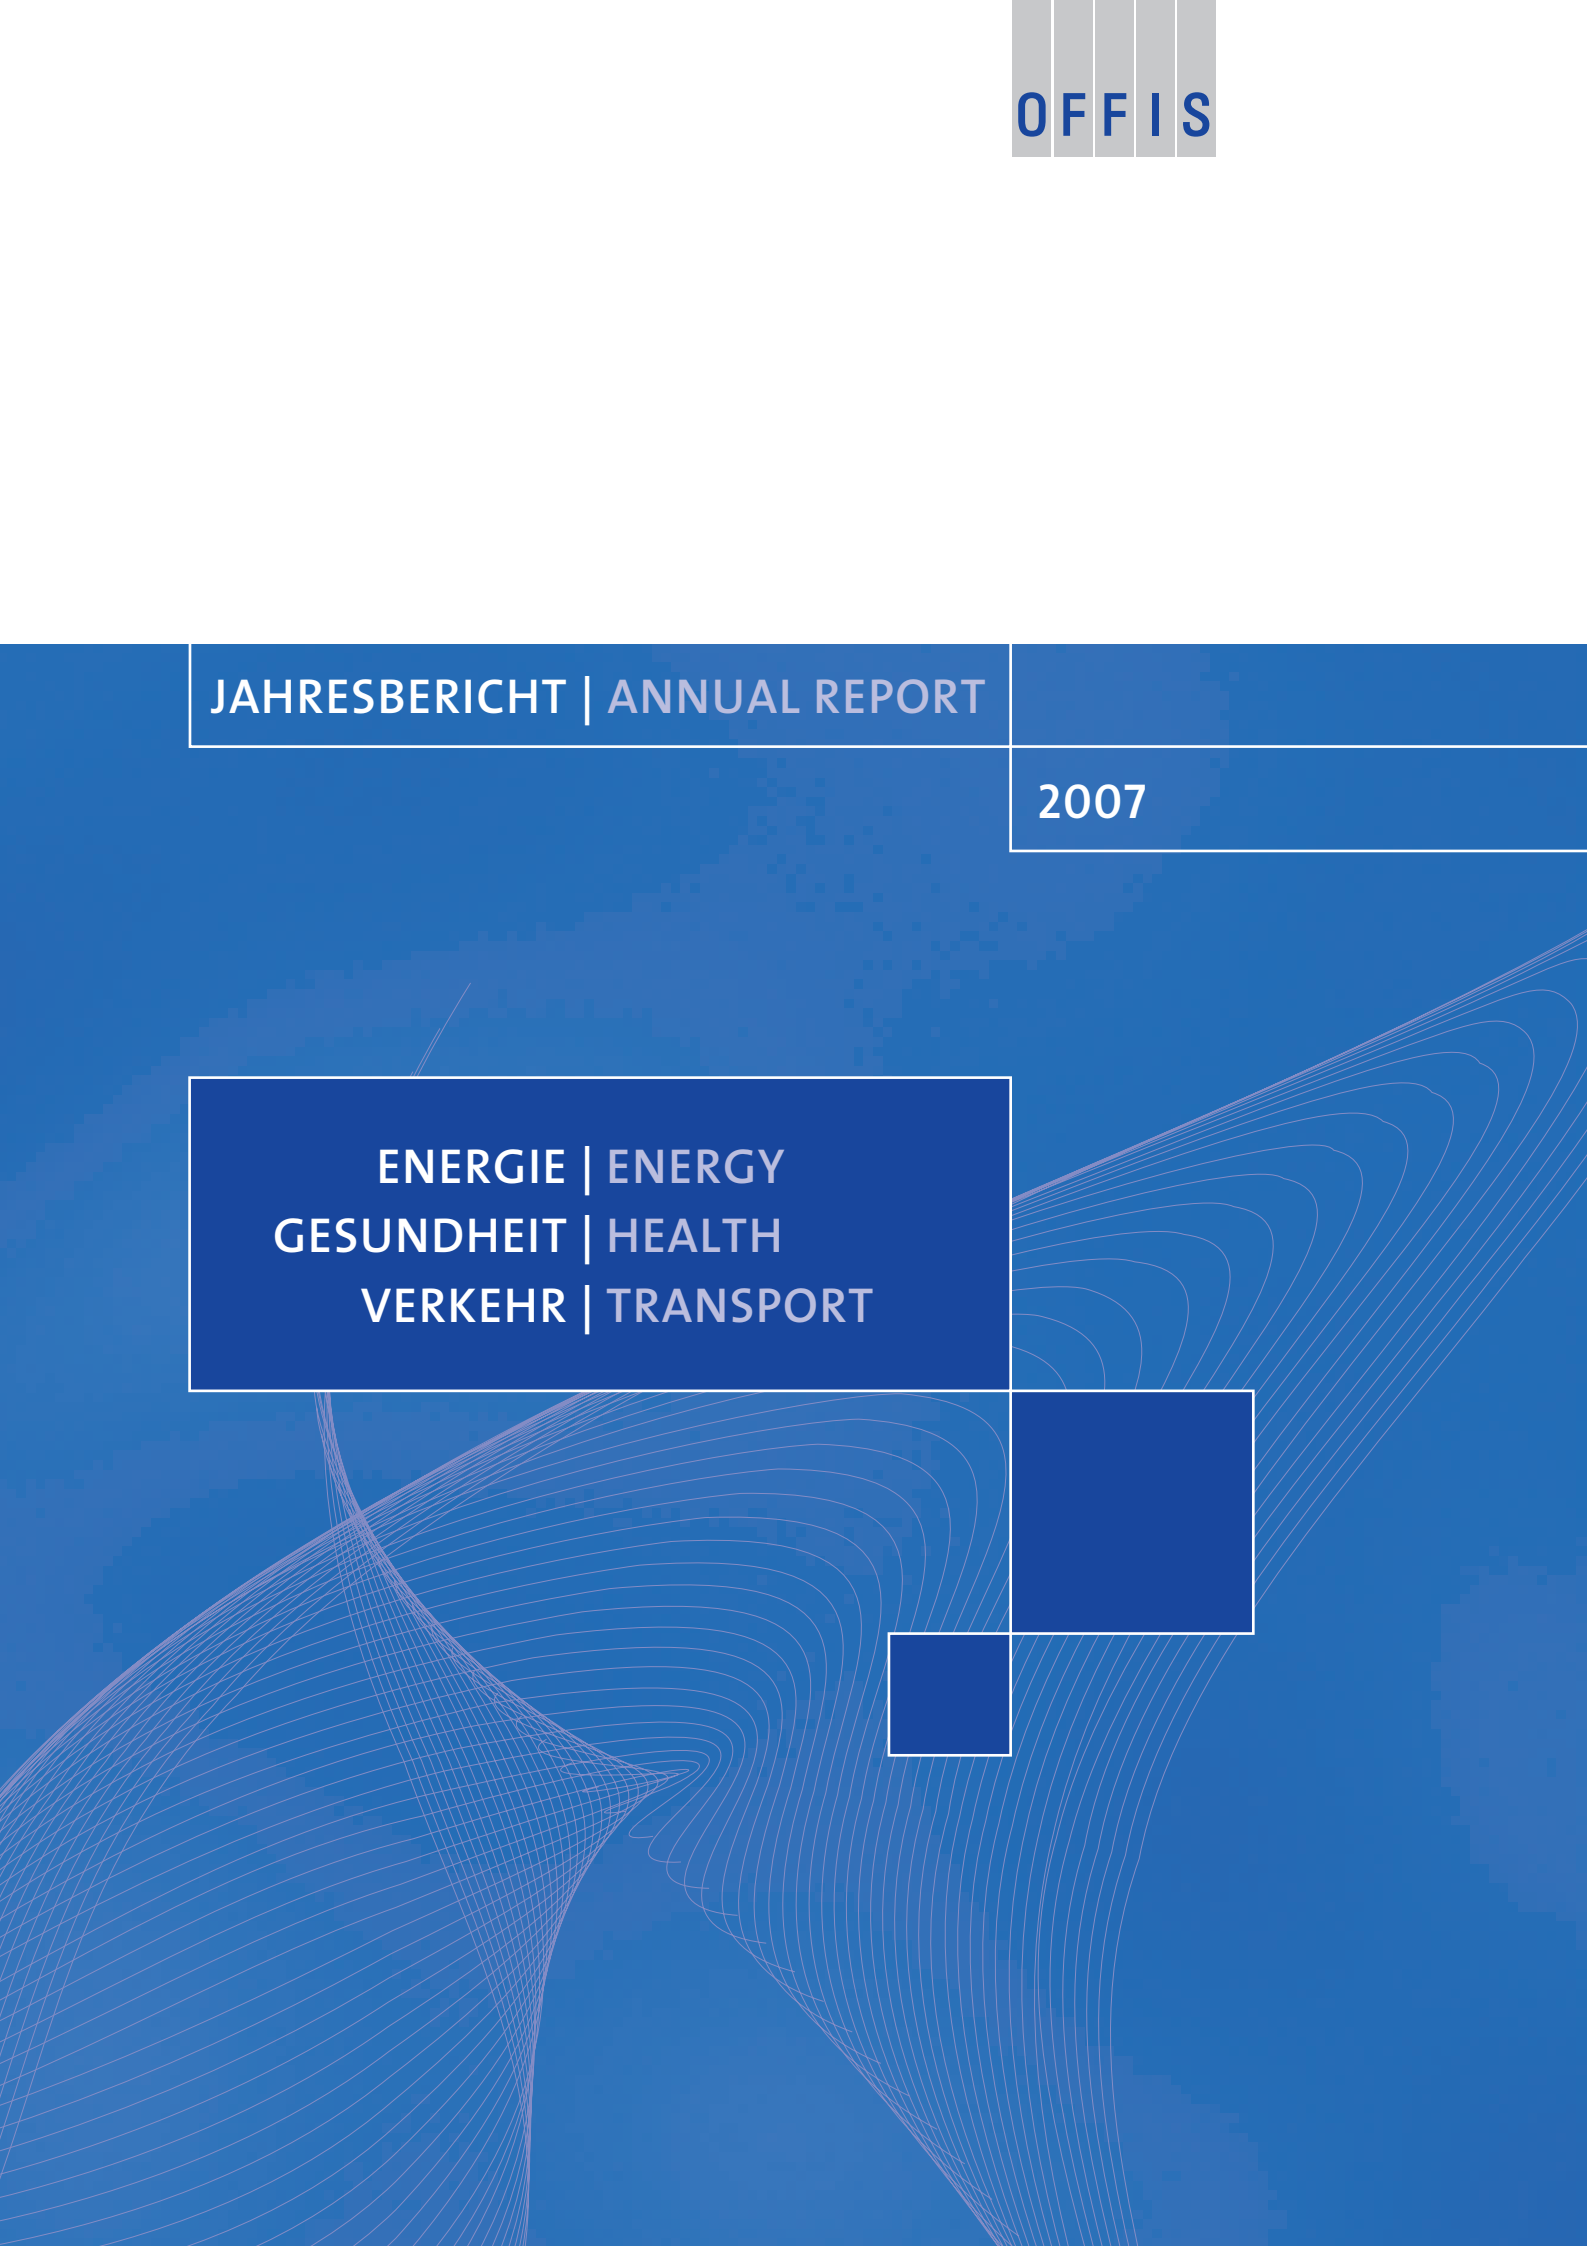 OFFIS
JAHRESBERICHT | ANNUAL REPORT
2007
ENERGIE | ENERGY
GESUNDHEIT | HEALTH
VERKEHR | TRANSPORT